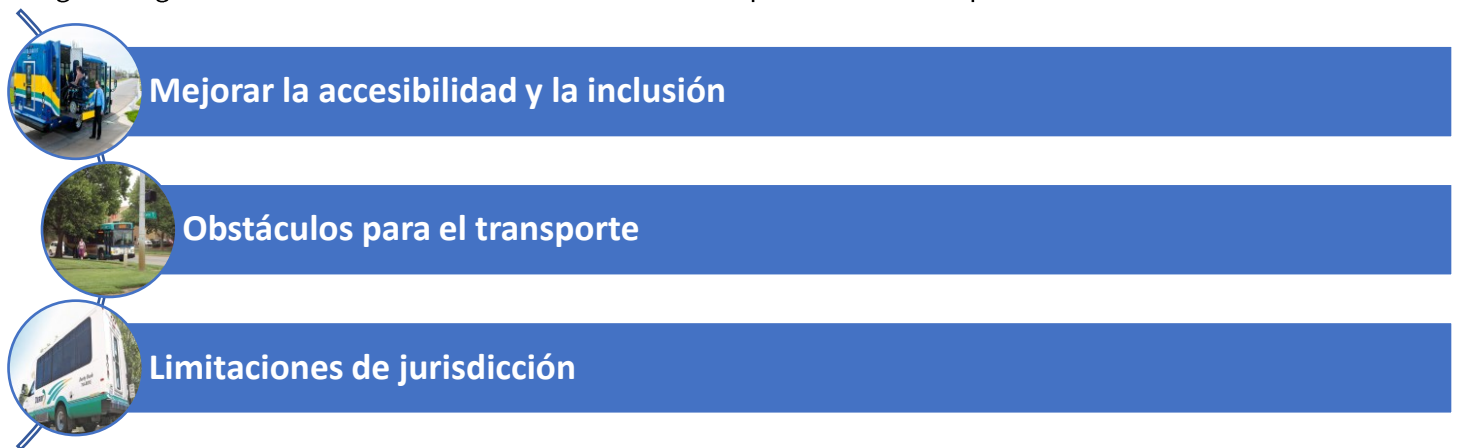 Mejorar la accesibilidad y la inclusión
Obstáculos para el transporte
Limitaciones de jurisdicción